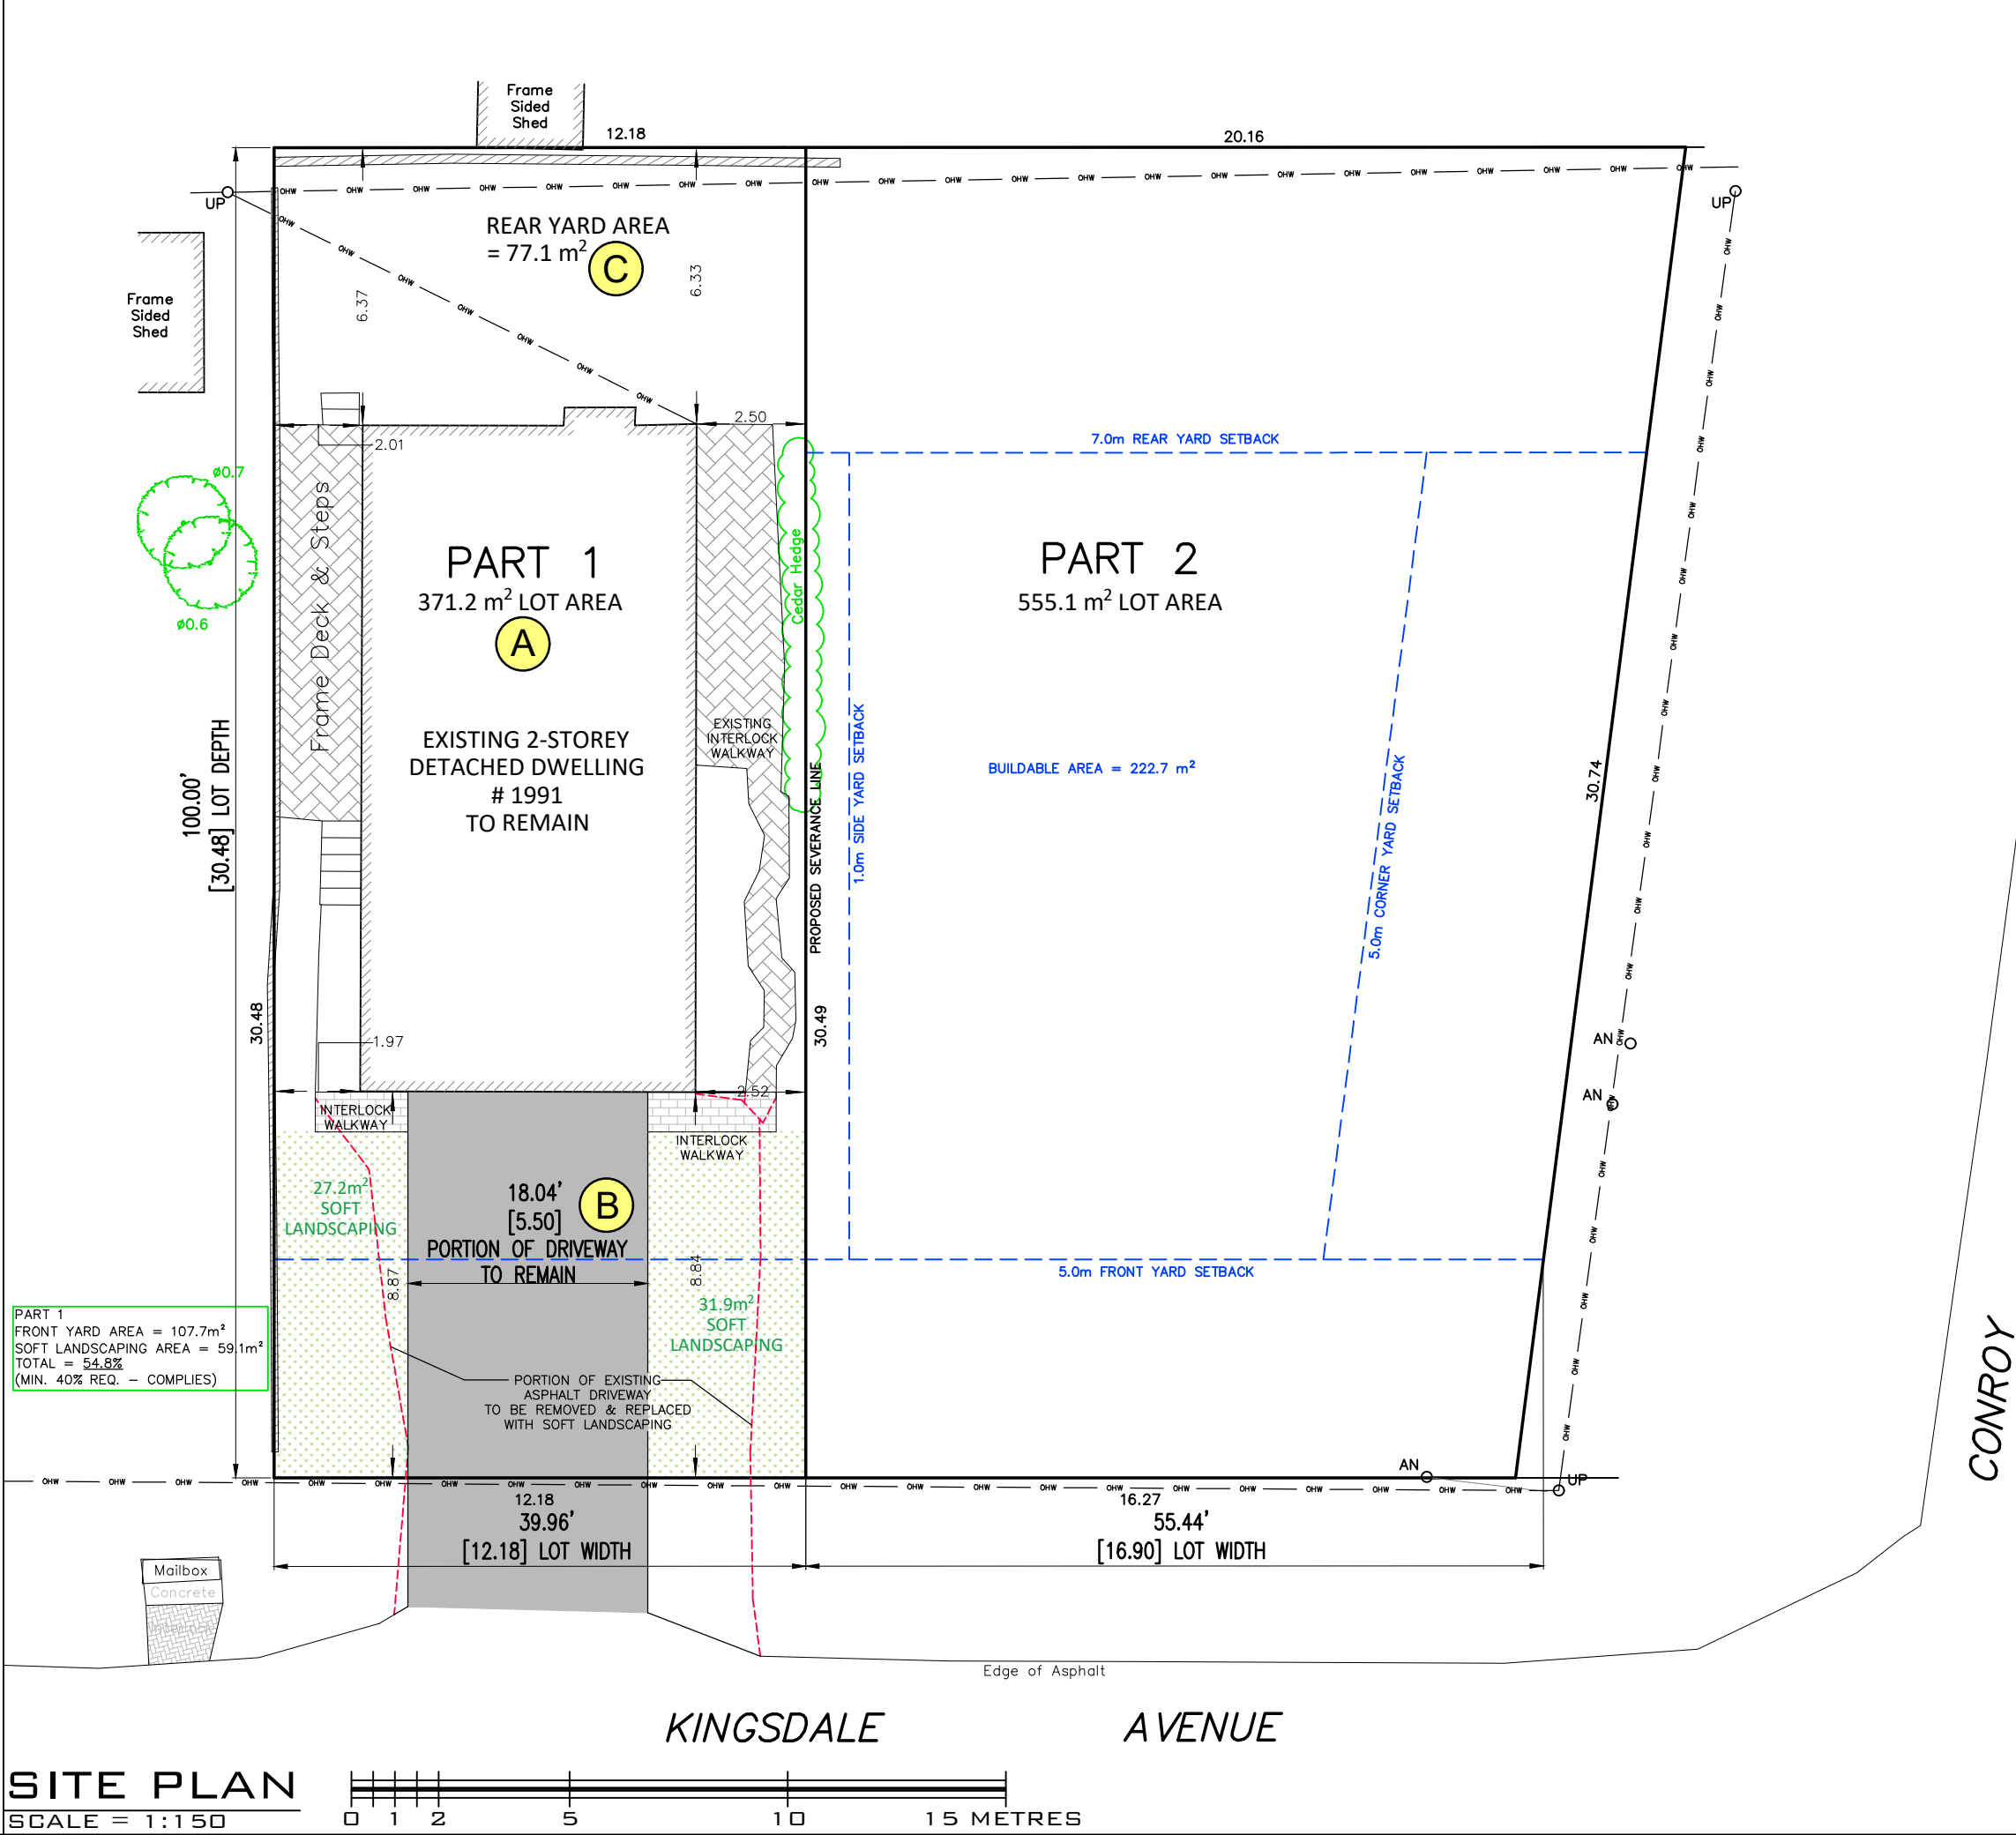 Frame
Sided
Shed
12.18
20.16
OHW
UP
UP
REAR YARD AREA
= 77.1 m²
C
6.37
6.33
Frame
Sided
Shed
2.01
2.50
7.0m REAR YARD SETBACK
ø0.7
ø0.6
Frame Deck & Steps
Cedar Hedge
PART 1
371.2 m² LOT AREA
A
PART 2
555.1 m² LOT AREA
EXISTING 2-STOREY
DETACHED DWELLING
# 1991
TO REMAIN
EXISTING
INTERLOCK
WALKWAY
100.00'
[30.48] LOT DEPTH
PROPOSED SEVERANCE LINE
1.0m SIDE YARD SETBACK
BUILDABLE AREA = 222.7 m²
5.0m CORNER YARD SETBACK
30.74
30.48
30.49
1.97
2.52
AN
AN
INTERLOCK
WALKWAY
INTERLOCK
WALKWAY
27.2m²
SOFT
LANDSCAPING
18.04'
[5.50]
B
PORTION OF DRIVEWAY
TO REMAIN
8.87
8.84
5.0m FRONT YARD SETBACK
31.9m²
SOFT
LANDSCAPING
PART 1
FRONT YARD AREA = 107.7m²
SOFT LANDSCAPING AREA = 59.1m²
TOTAL = 54.8%
(MIN. 40% REQ. - COMPLIES)
PORTION OF EXISTING
ASPHALT DRIVEWAY
TO BE REMOVED & REPLACED
WITH SOFT LANDSCAPING
AN
UP
12.18
39.96'
[12.18] LOT WIDTH
16.27
55.44'
[16.90] LOT WIDTH
CONROY
Mailbox
Concrete
Interlock
Edge of Asphalt
KINGSDALE AVENUE
SITE PLAN
SCALE = 1:150
0 1 2 5 10 15 METRES